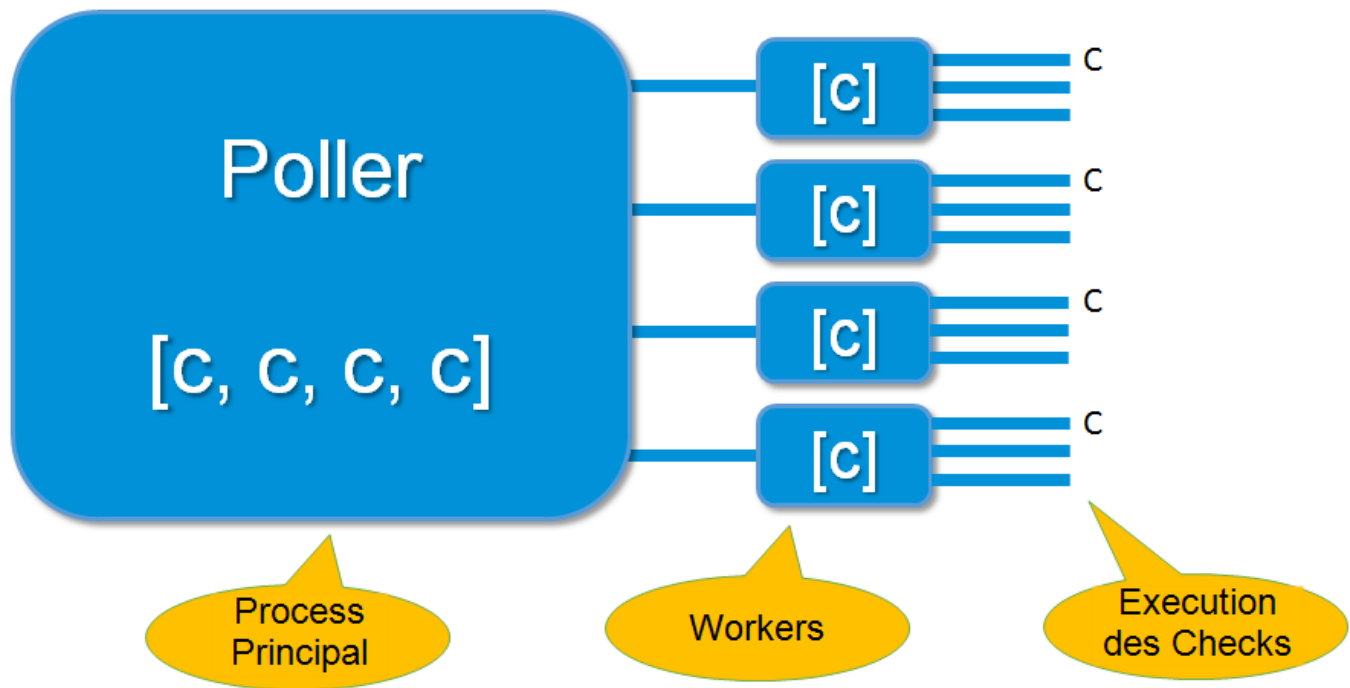 Poller
[c, c, c, c]
[c]
C
[c]
C
[c]
C
[c]
C
Process
Principal
Workers
Execution
des Checks